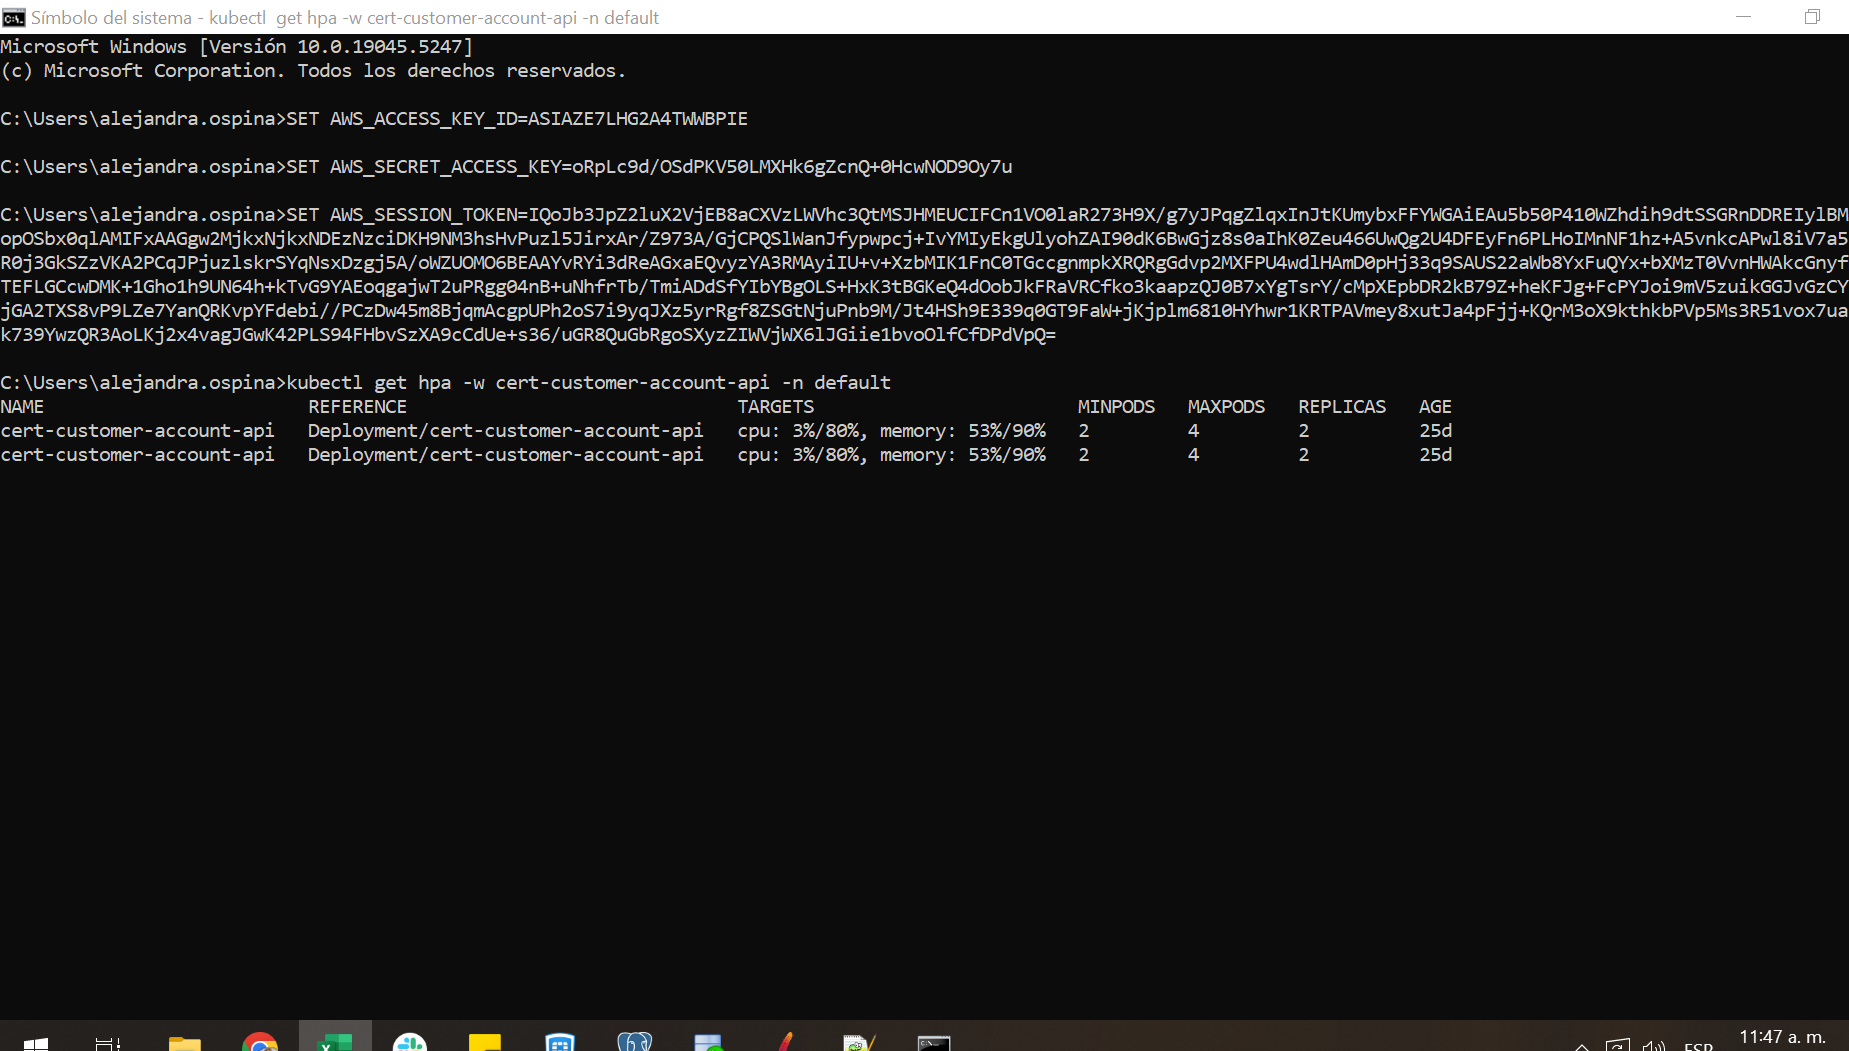 Símbolo del sistema - kubectl  get hpa -w cert-customer-account-api -n default
Microsoft Windows [Versión 10.0.19045.5247]
(c) Microsoft Corporation. Todos los derechos reservados.
C:\Users\alejandra.ospina>SET AWS_ACCESS_KEY_ID=ASIAZE7LHG2A4TWWBPIE
C:\Users\alejandra.ospina>SET AWS_SECRET_ACCESS_KEY=oRpLc9d/OSdPKV50LMXHk6gZcnQ+0HcwNOD9Oy7u
C:\Users\alejandra.ospina>SET AWS_SESSION_TOKEN=IQoJb3JpZ2luX2VjEB8aCXVzLWVhc3QtMSJHMEUCIFCn1VO0laR273H9X/g7yJPqgZlqxInJtKUmybxFFYWGAiEAu5b50P410WZhdih9dtSSGRnDDREIylBM
opOSbx0qlAMIFxAAGgw2MjkxNjkxNDEzNzciDKH9NM3hsHvPuzl5JirxAr/Z973A/GjCPQSlWanJfypwpcj+IvYMIyEkgUlyohZAI90dK6BwGjz8s0aIhK0Zeu466UwQg2U4DFEyFn6PLHoIMnNF1hz+A5vnkcAPwl8iV7a5
R0j3GkSZzVKA2PCqJPjuzlskrSYqNsxDzgj5A/oWZUOMO6BEAAYvRYi3dReAGxaEQvyzYA3RMAyiIU+v+XzbMIK1FnC0TGccgnmpkXRQRgGdvp2MXFPU4wdlHAmD0pHj33q9SAUS22aWb8YxFuQYx+bXMzT0VvnHWAkcGnyf
TEFLGCcwDMK+1Gho1h9UN64h+kTvG9YAEoqgajwT2uPRgg04nB+uNhfrTb/TmiADdSfYIbYBgOLS+HxK3tBGKeQ4dOobJkFRaVRCfko3kaapzQJ0B7xYgTsrY/cMpXEpbDR2kB79Z+heKFJg+FcPYJoi9mV5zuikGGJvGzCY
jGA2TXS8vP9LZe7YanQRKvpYFdebi//PCzDw45m8BjqmAcgpUPh2oS7i9yqJXz5yrRgf8ZSGtNjuPnb9M/Jt4HSh9E339q0GT9FaW+jKjplm6810HYhwr1KRTPAVmey8xutJa4pFjj+KQrM3oX9kthkbPVp5Ms3R51vox7ua
k739YwzQR3AoLKj2x4vagJGwK42PLS94FHbvSzXA9cCdUe+s36/uGR8QuGbRgoSXyzZIWVjWX6lJGiie1bvoOlfCfDPdVpQ=
C:\Users\alejandra.ospina>kubectl get hpa -w cert-customer-account-api -n default
NAME                        REFERENCE                              TARGETS                        MINPODS   MAXPODS   REPLICAS   AGE
cert-customer-account-api   Deployment/cert-customer-account-api   cpu: 3%/80%, memory: 53%/90%   2         4         2          25d
cert-customer-account-api   Deployment/cert-customer-account-api   cpu: 3%/80%, memory: 53%/90%   2         4         2          25d
ESP
11:47 a. m.